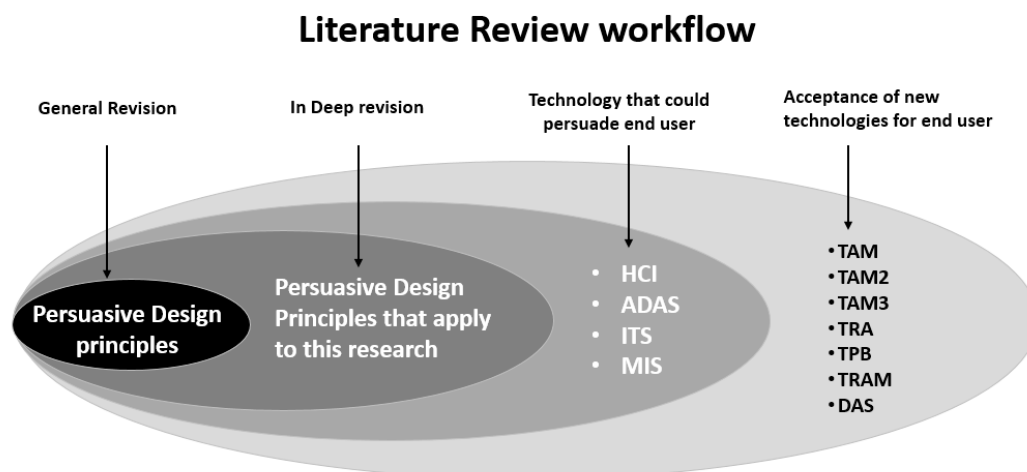 Literature Review workflow
General Revision
In Deep revision
Technology that could
persuade end user
Acceptance of new
technologies for end user
Persuasive Design
principles
Persuasive Design
Principles that apply
to this research
• HCI
• ADAS
• ITS
• MIS
• TAM
• TAM2
• TAM3
• TRA
• TPB
• TRAM
• DAS